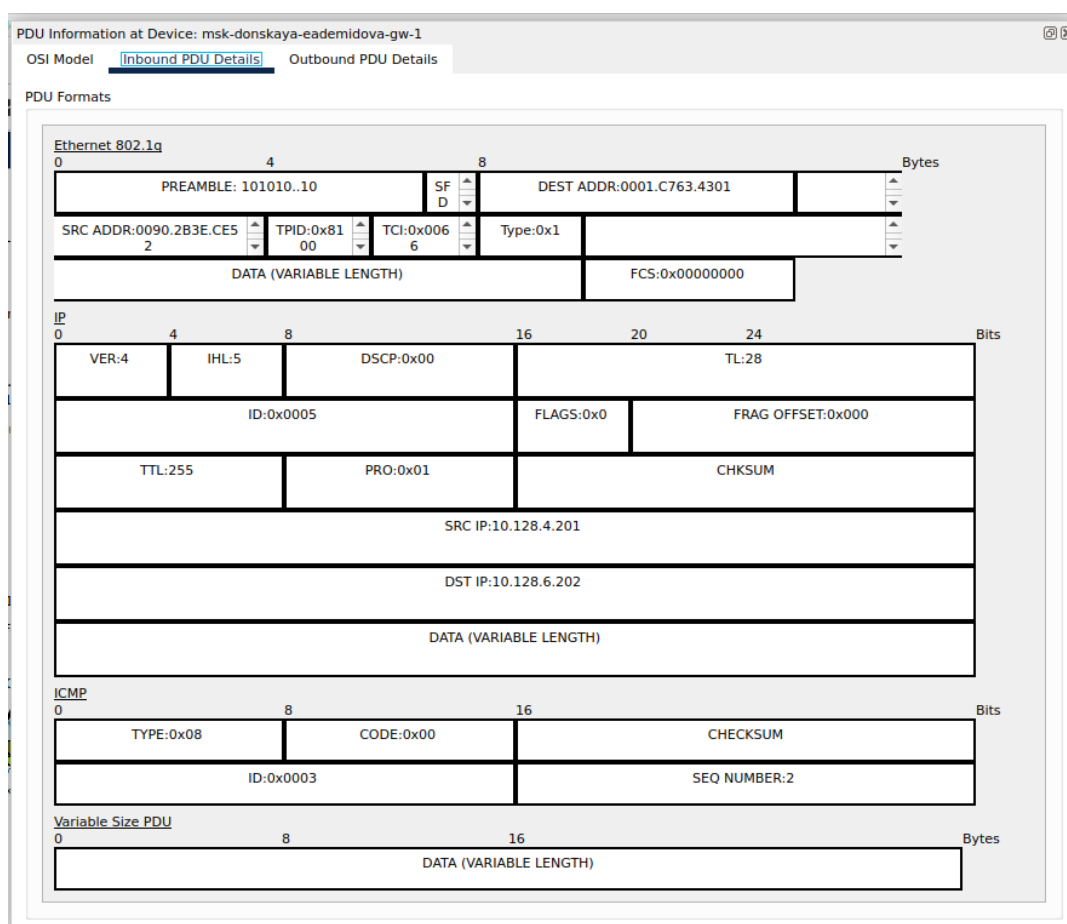 PDU Information at Device: msk-donskaya-eademidova-gw-1
OSI Model Inbound PDU Details Outbound PDU Details
PDU Formats
Ethernet 802.1q
0 4 8 Bytes
PREAMBLE: 101010..10 SF D DEST ADDR:0001.C763.4301
SRC ADDR:0090.2B3E.CE5 TPID:0x81 TCI:0x006 Type:0x1
2 00 6
DATA (VARIABLE LENGTH) FCS:0x00000000
IP
0 4 8 16 20 24 Bits
VER:4 IHL:5 DSCP:0x00 TL:28
ID:0x0005 FLAGS:0x0 FRAG OFFSET:0x000
TTL:255 PRO:0x01 CHKSUM
SRC IP:10.128.4.201
DST IP:10.128.6.202
DATA (VARIABLE LENGTH)
ICMP
0 8 16 Bits
TYPE:0x08 CODE:0x00 CHECKSUM
ID:0x0003 SEQ NUMBER:2
Variable Size PDU
0 8 16 Bytes
DATA (VARIABLE LENGTH)